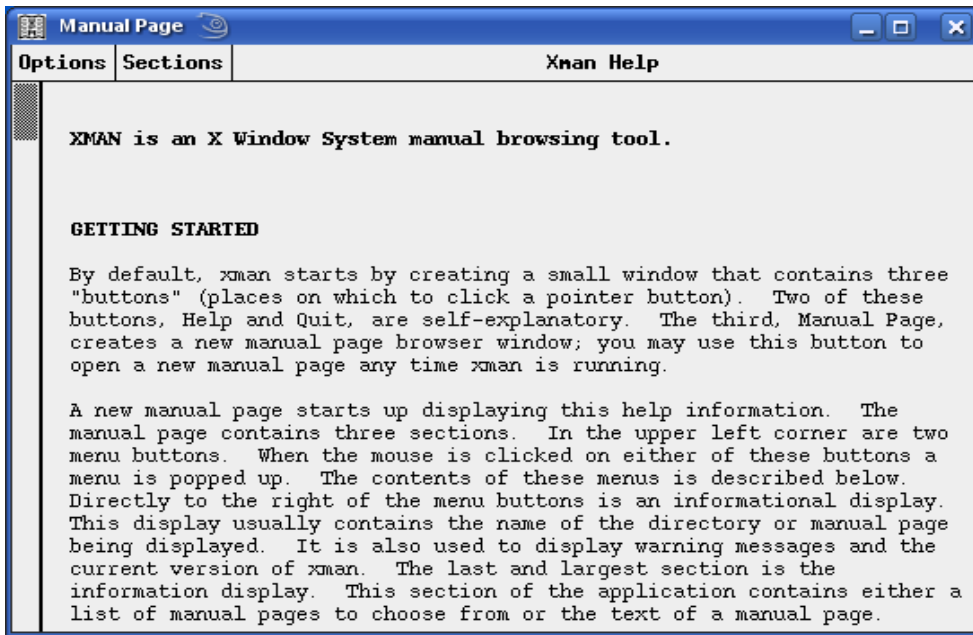 Manual Page
Options Sections Xman Help
XMAN is an X Window System manual browsing tool.
GETTING STARTED
By default, xman starts by creating a small window that contains three
"buttons" (places on which to click a pointer button).  Two of these
buttons, Help and Quit, are self-explanatory.  The third, Manual Page,
creates a new manual page browser window; you may use this button to
open a new manual page any time xman is running.
A new manual page starts up displaying this help information.  The
manual page contains three sections.  In the upper left corner are two
menu buttons.  When the mouse is clicked on either of these buttons a
menu is popped up.  The contents of these menus is described below.
Directly to the right of the menu buttons is an informational display.
This display usually contains the name of the directory or manual page
being displayed.  It is also used to display warning messages and the
current version of xman.  The last and largest section is the
information display.  This section of the application contains either a
list of manual pages to choose from or the text of a manual page.